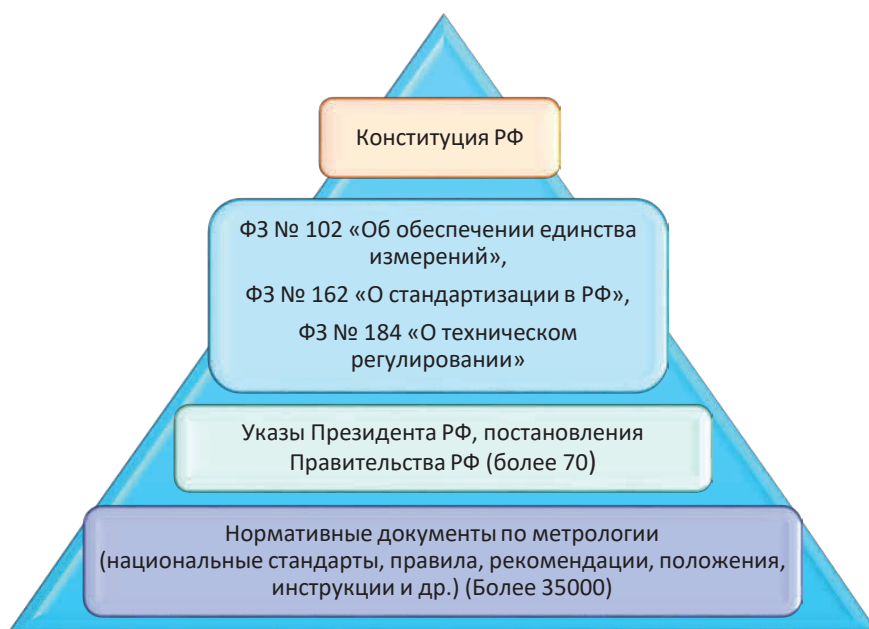 Конституция РФ
ФЗ № 102 «Об обеспечении единства
измерений»,
ФЗ № 162 «О стандартизации в РФ»,
ФЗ № 184 «О техническом
регулировании»
Указы Президента РФ, постановления
Правительства РФ (более 70)
Нормативные документы по метрологии
(национальные стандарты, правила, рекомендации, положения,
инструкции и др.) (Более 35000)